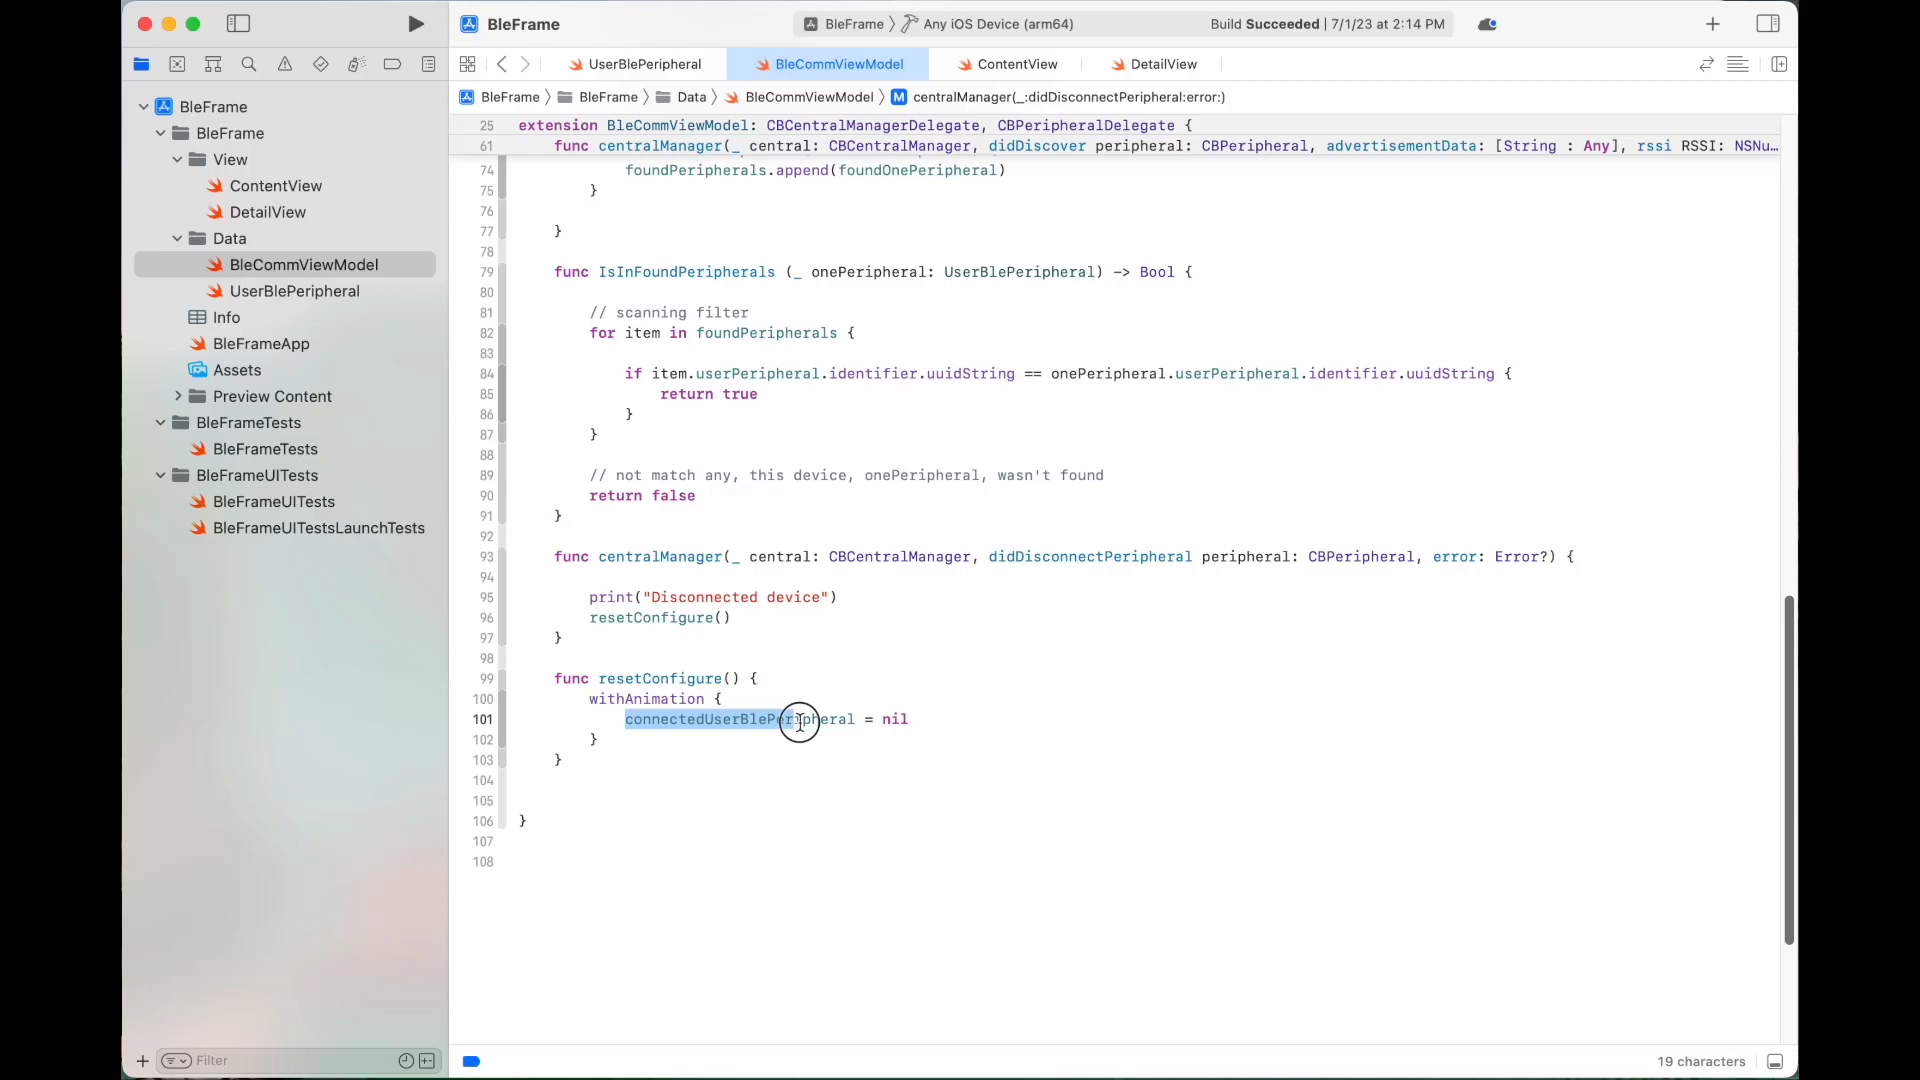 BleFrame
BleFrame 〉 Any iOS Device (arm64)
Build Succeeded | 7/1/23 at 2:14 PM
UserBlePeripheral
BleCommViewModel
ContentView
DetailView
BleFrame 〉 BleFrame 〉 Data 〉 BleCommViewModel 〉 M centralManager(_:didDisconnectPeripheral:error:)
BleFrame
BleFrame
View
ContentView
DetailView
Data
BleCommViewModel
UserBlePeripheral
Info
BleFrameApp
Assets
Preview Content
BleFrameTests
BleFrameTests
BleFrameUITests
BleFrameUITests
BleFrameUITestsLaunchTests
Filter
25 extension BleCommViewModel: CBCentralManagerDelegate, CBPeripheralDelegate {
61 func centralManager(_ central: CBCentralManager, didDiscover peripheral: CBPeripheral, advertisementData: [String : Any], rssi RSSI: NSNu…
74 foundPeripherals.append(foundOnePeripheral)
75 }
76
77 }
78
79 func IsInFoundPeripherals (_ onePeripheral: UserBlePeripheral) -> Bool {
80
81 // scanning filter
82 for item in foundPeripherals {
83
84 if item.userPeripheral.identifier.uuidString == onePeripheral.userPeripheral.identifier.uuidString {
85 return true
86 }
87 }
88
89 // not match any, this device, onePeripheral, wasn't found
90 return false
91 }
92
93 func centralManager(_ central: CBCentralManager, didDisconnectPeripheral peripheral: CBPeripheral, error: Error?) {
94
95 print("Disconnected device")
96 resetConfigure()
97 }
98
99 func resetConfigure() {
100 withAnimation {
101 connectedUserBlePeripheral = nil
102 }
103 }
104
105
106 }
107
108
19 characters